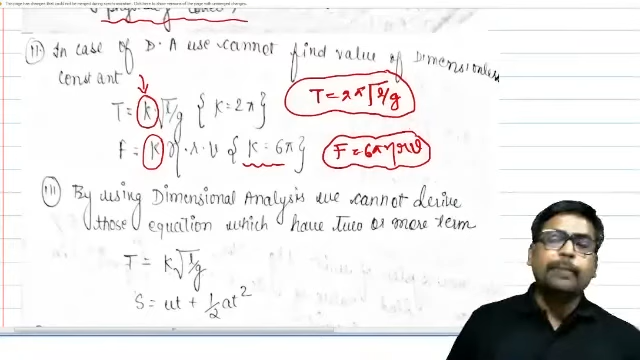 (ii) In case of D.A we cannot find value of Dimensionless
constant
T = k√l/g { K = 2π }
T = 2π√l/g
F = K η . r . v { K = 6π }
F = 6πηrv
(iii) By using Dimensional Analysis we cannot derive
those equation which have two or more term
T = k√l/g
S = ut + 1/2 at²